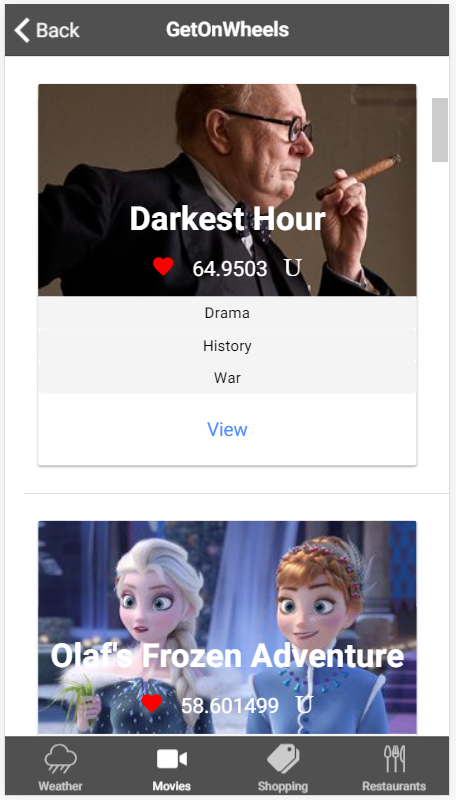 Back
GetOnWheels
Darkest Hour
64.9503 U
Drama
History
War
View
Olaf's Frozen Adventure
58.601499 U
Weather
Movies
Shopping
Restaurants